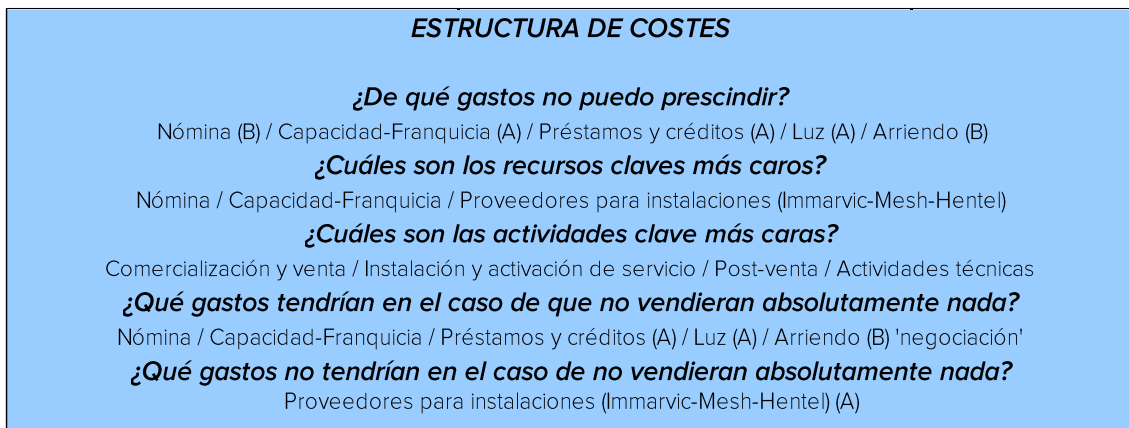 ESTRUCTURA DE COSTES
¿De qué gastos no puedo prescindir?
Nómina (B) / Capacidad-Franquicia (A) / Préstamos y créditos (A) / Luz (A) / Arriendo (B)
¿Cuáles son los recursos claves más caros?
Nómina / Capacidad-Franquicia / Proveedores para instalaciones (Immarvic-Mesh-Hentel)
¿Cuáles son las actividades clave más caras?
Comercialización y venta / Instalación y activación de servicio / Post-venta / Actividades técnicas
¿Qué gastos tendrían en el caso de que no vendieran absolutamente nada?
Nómina / Capacidad-Franquicia / Préstamos y créditos (A) / Luz (A) / Arriendo (B) 'negociación'
¿Qué gastos no tendrían en el caso de no vendieran absolutamente nada?
Proveedores para instalaciones (Immarvic-Mesh-Hentel) (A)